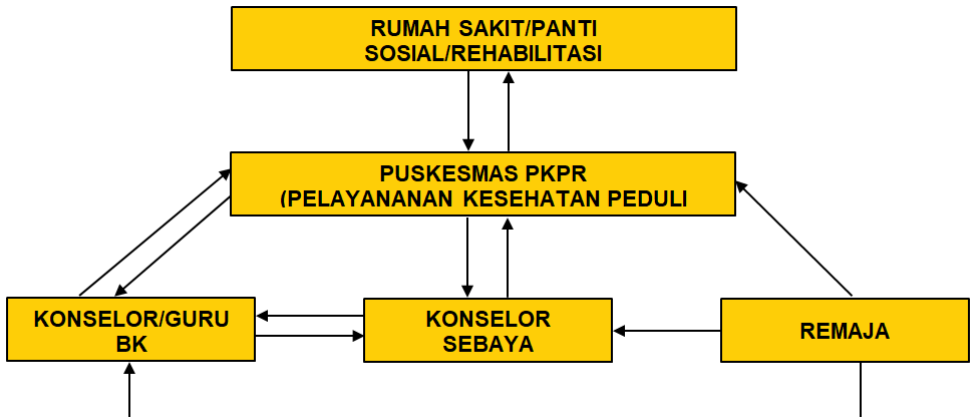 RUMAH SAKIT/PANTI
SOSIAL/REHABILITASI
PUSKESMAS PKPR
(PELAYANANAN KESEHATAN PEDULI
KONSELOR/GURU
BK
KONSELOR
SEBAYA
REMAJA